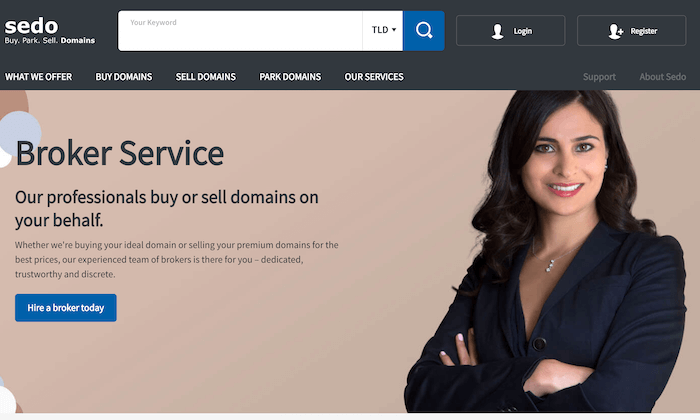 sedo
Buy. Park. Sell. Domains
Your Keyword
TLD
Login
Register
WHAT WE OFFER
BUY DOMAINS
SELL DOMAINS
PARK DOMAINS
OUR SERVICES
Support
About Sedo
Broker Service
Our professionals buy or sell domains on
your behalf.
Whether we're buying your ideal domain or selling your premium domains for the
best prices, our experienced team of brokers is there for you – dedicated,
trustworthy and discrete.
Hire a broker today